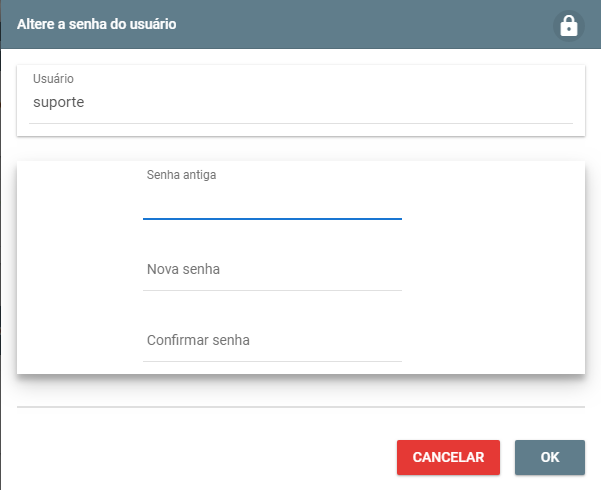 Altere a senha do usuário
Usuário
suporte
Senha antiga
Nova senha
Confirmar senha
CANCELAR
OK